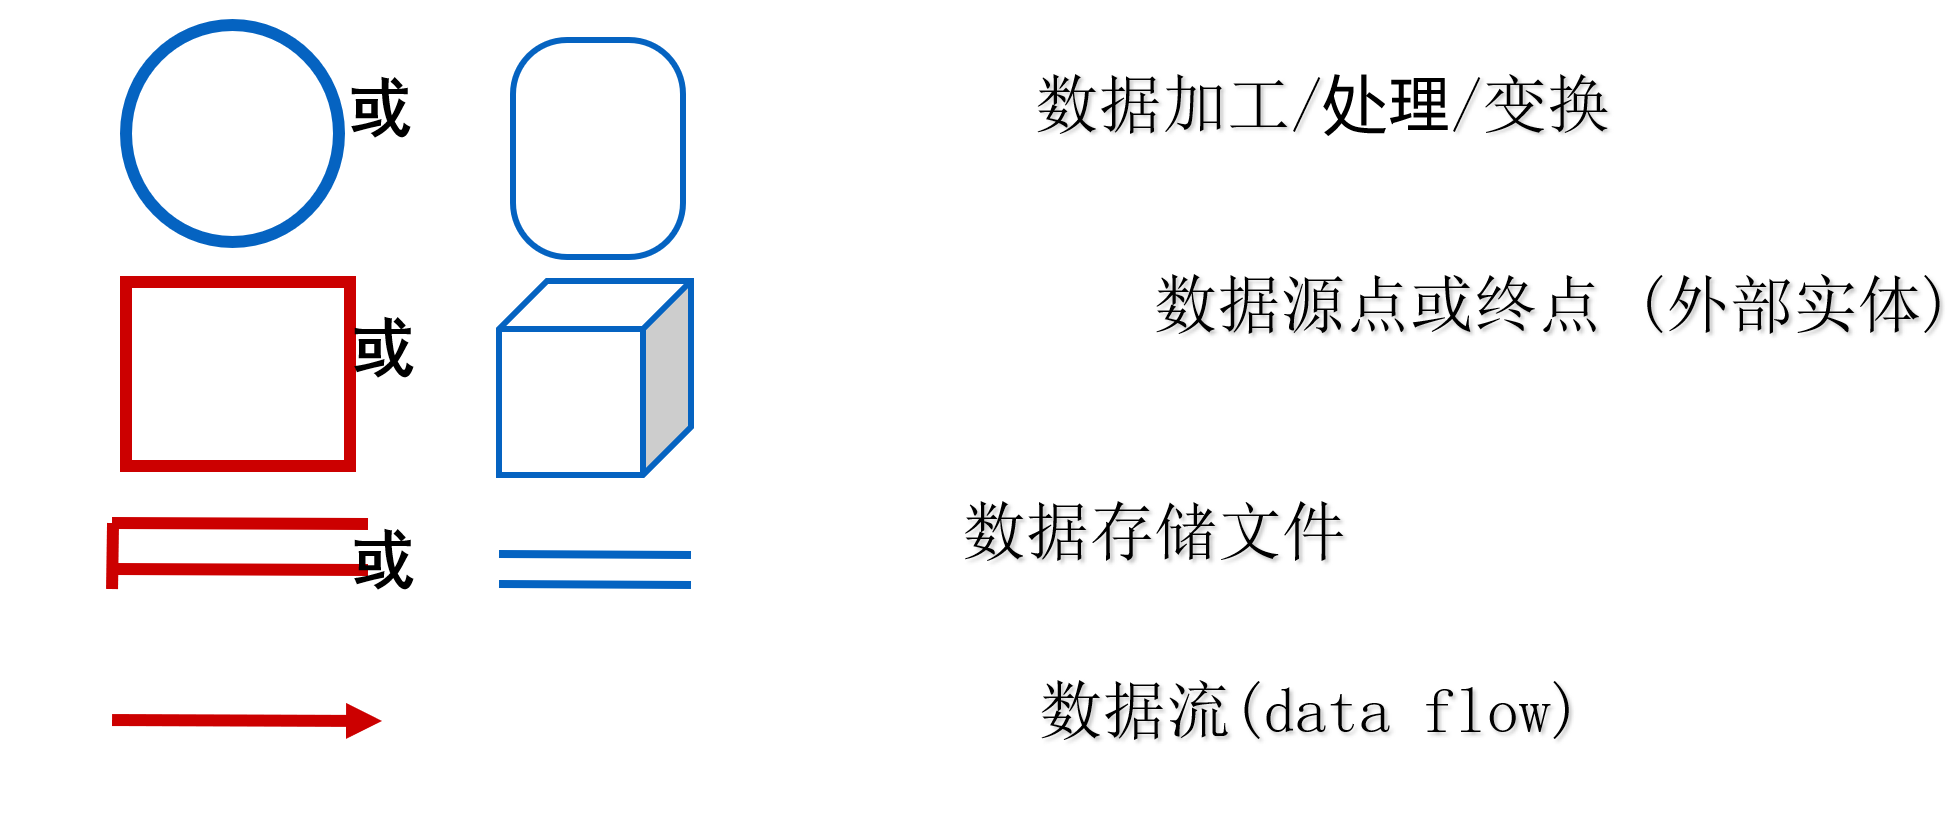 或
数据加工/处理/变换
或
数据源点或终点 (外部实体)
或
数据存储文件
数据流(data flow)